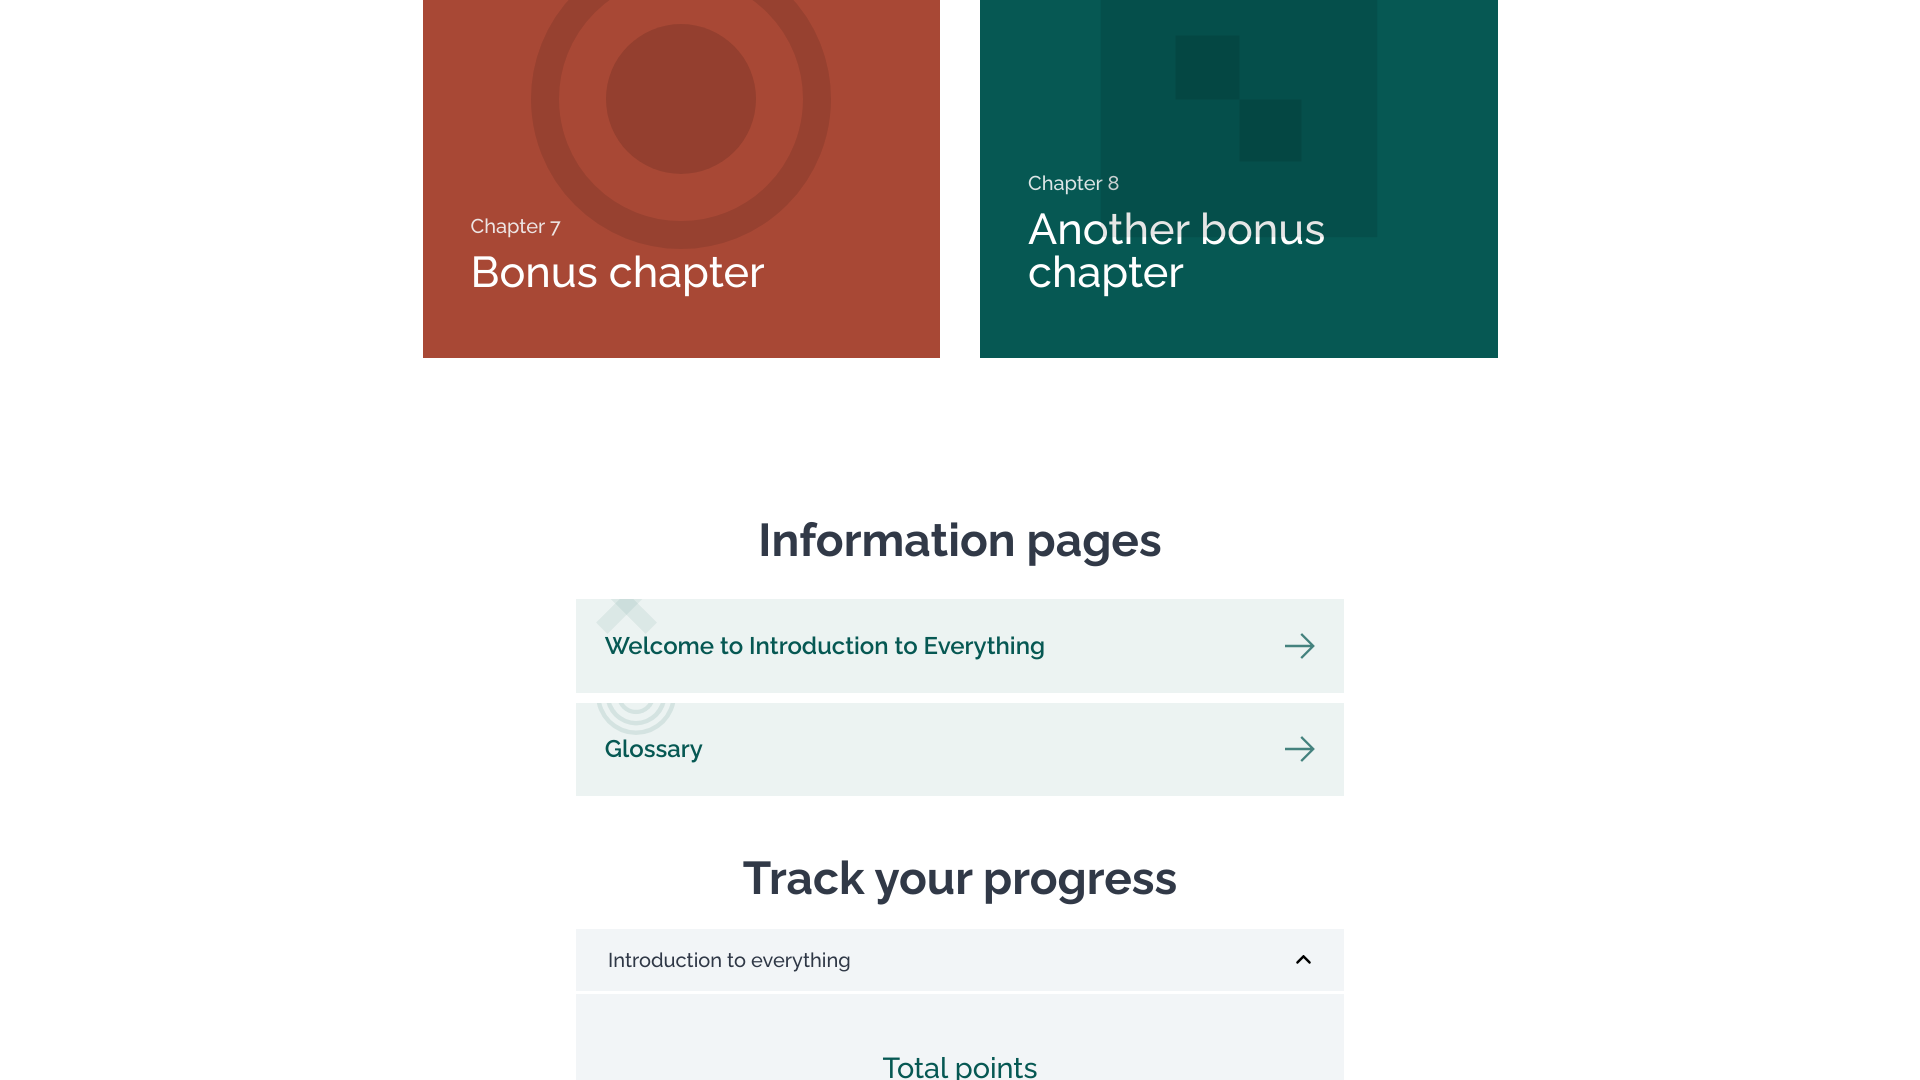 Chapter 7
Bonus chapter
Chapter 8
Another bonus
chapter
Information pages
Welcome to Introduction to Everything
Glossary
Track your progress
Introduction to everything
Total points